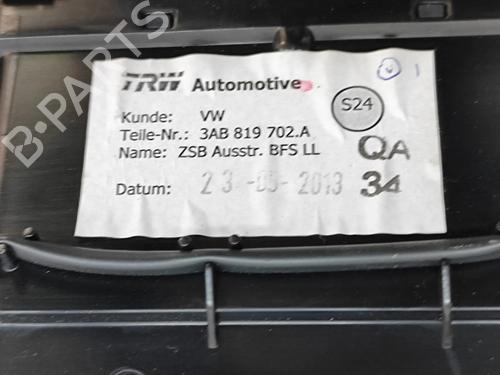 B-PARTS
TRW Automotive
S24
Kunde: VW
Teile-Nr.: 3AB 819 702.A
Name: ZSB Ausstr. BFS LL
QA
Datum: 23 -05- 2013
34